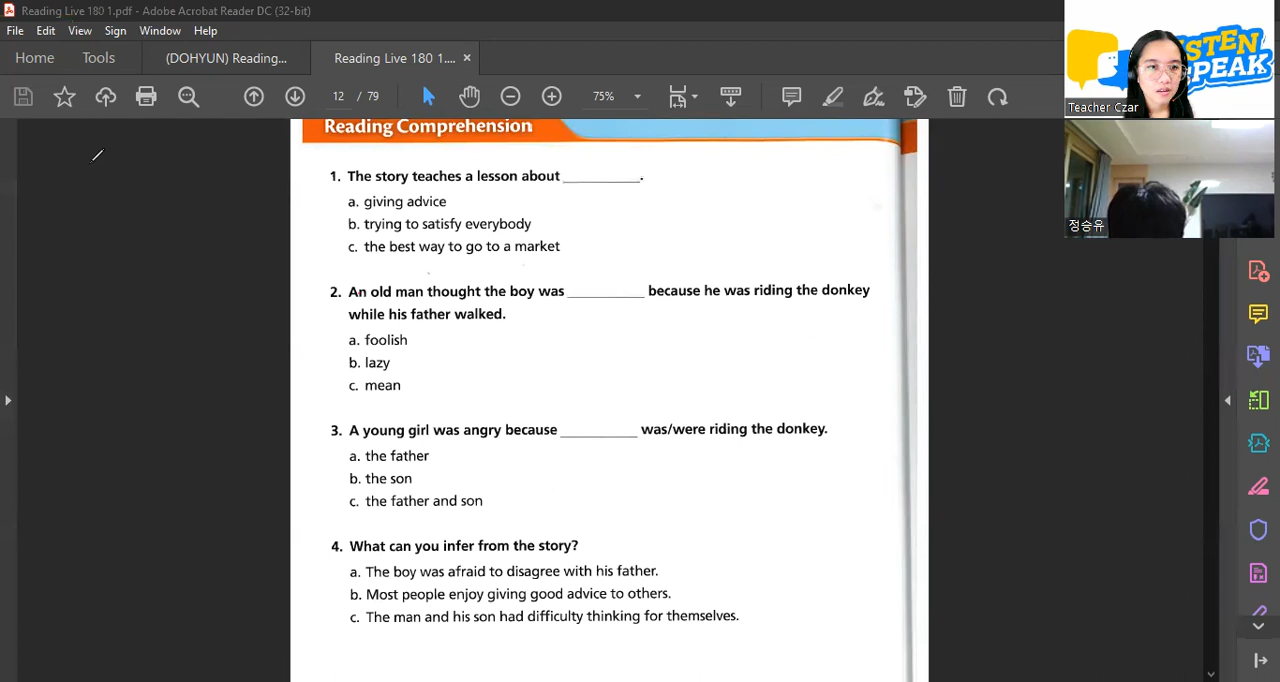 Reading Live 180 1.pdf - Adobe Acrobat Reader DC (32-bit)
File Edit View Sign Window Help
Home Tools (DOHYUN) Reading... Reading Live 180 1.... ×
12 / 79 75%
Teacher Czar
정승유
Reading Comprehension
1. The story teaches a lesson about __________.
a. giving advice
b. trying to satisfy everybody
c. the best way to go to a market
2. An old man thought the boy was __________ because he was riding the donkey
while his father walked.
a. foolish
b. lazy
c. mean
3. A young girl was angry because __________ was/were riding the donkey.
a. the father
b. the son
c. the father and son
4. What can you infer from the story?
a. The boy was afraid to disagree with his father.
b. Most people enjoy giving good advice to others.
c. The man and his son had difficulty thinking for themselves.